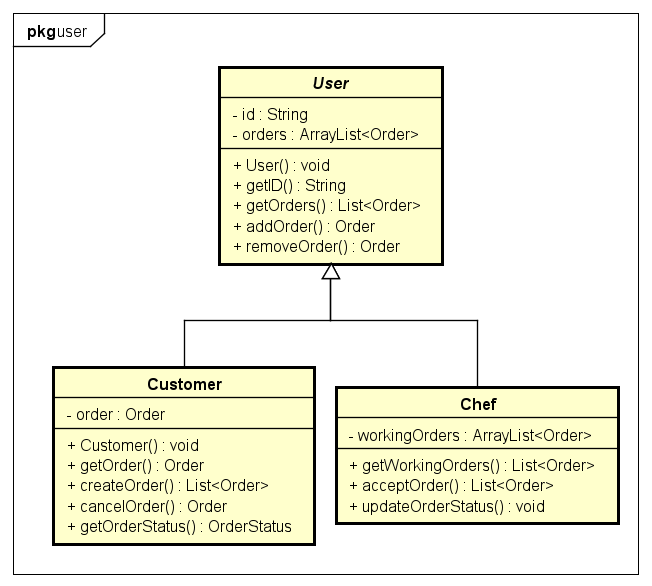 pkg user
User
- id : String
- orders : ArrayList<Order>
+ User() : void
+ getID() : String
+ getOrders() : List<Order>
+ addOrder() : Order
+ removeOrder() : Order
Customer
- order : Order
+ Customer() : void
+ getOrder() : Order
+ createOrder() : List<Order>
+ cancelOrder() : Order
+ getOrderStatus() : OrderStatus
Chef
- workingOrders : ArrayList<Order>
+ getWorkingOrders() : List<Order>
+ acceptOrder() : List<Order>
+ updateOrderStatus() : void